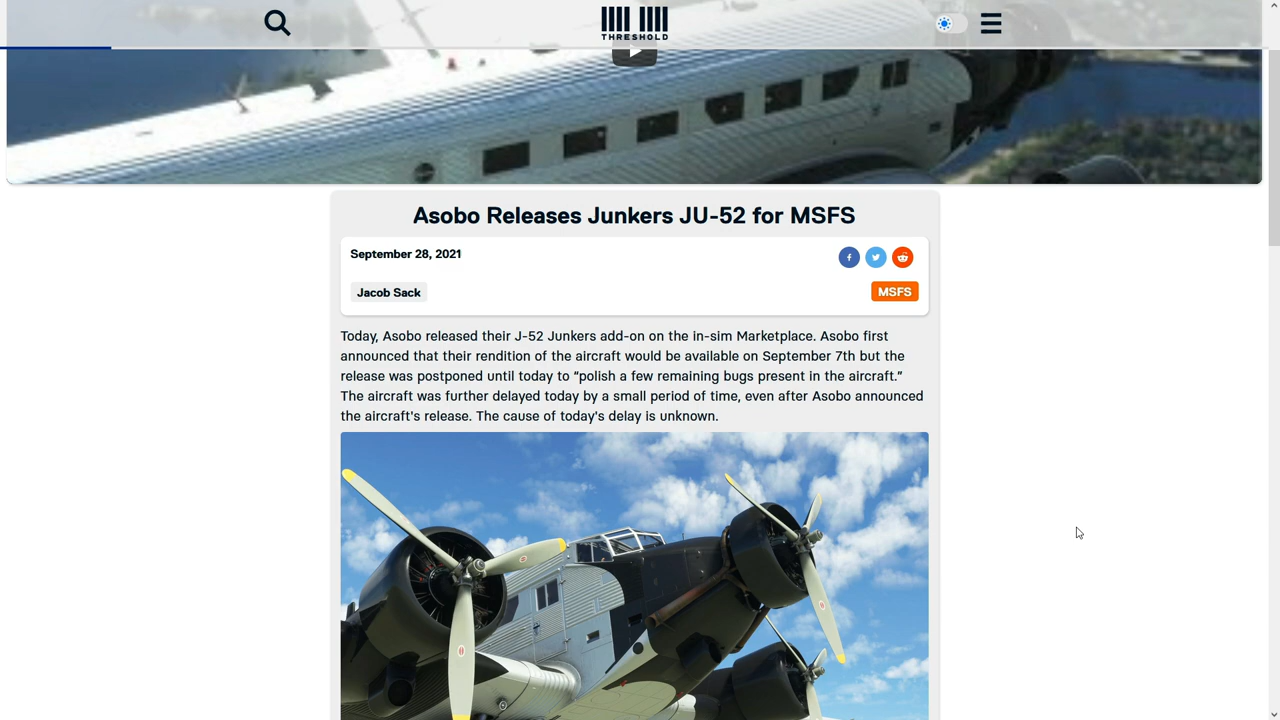 THRESHOLD
Asobo Releases Junkers JU-52 for MSFS
September 28, 2021
Jacob Sack
MSFS
Today, Asobo released their J-52 Junkers add-on on the in-sim Marketplace. Asobo first
announced that their rendition of the aircraft would be available on September 7th but the
release was postponed until today to “polish a few remaining bugs present in the aircraft.”
The aircraft was further delayed today by a small period of time, even after Asobo announced
the aircraft's release. The cause of today's delay is unknown.